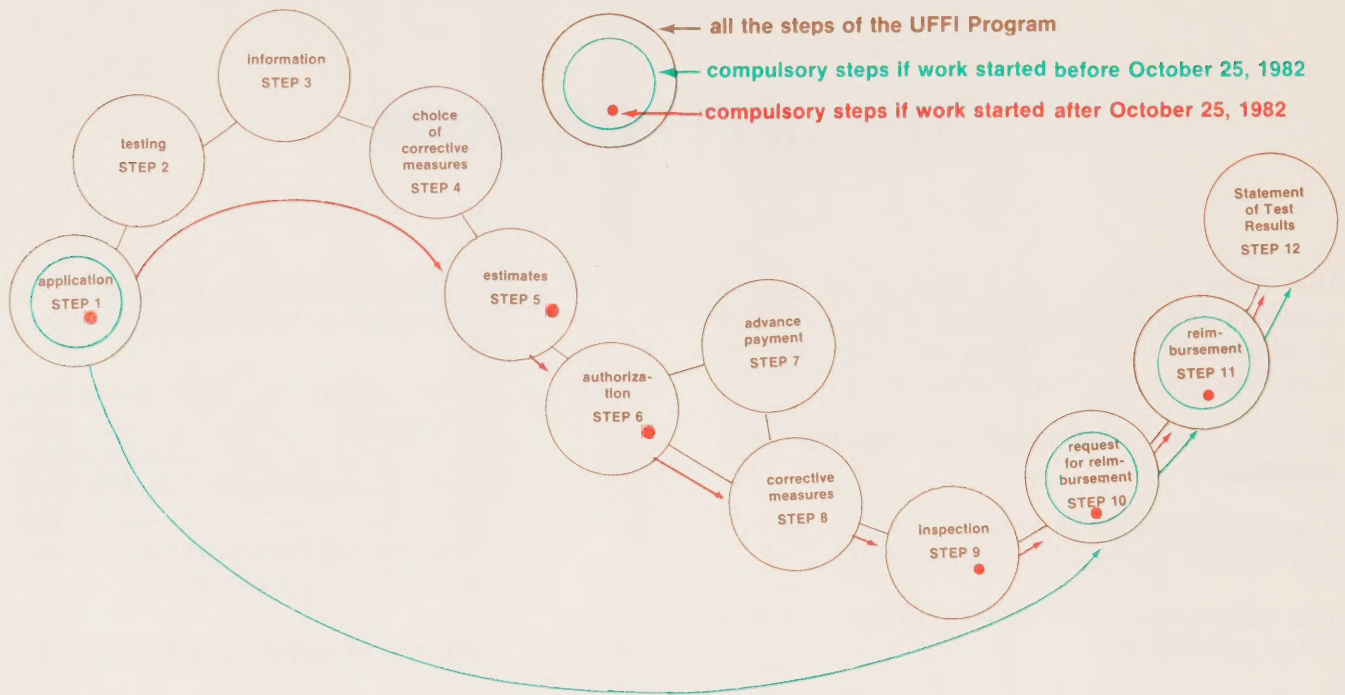 all the steps of the UFFI Program
compulsory steps if work started before October 25, 1982
compulsory steps if work started after October 25, 1982
application
STEP 1
testing
STEP 2
information
STEP 3
choice
of
corrective
measures
STEP 4
estimates
STEP 5
authoriza-
tion
STEP 6
advance
payment
STEP 7
corrective
measures
STEP 8
inspection
STEP 9
request
for reim-
bursement
STEP 10
reim-
bursement
STEP 11
Statement
of Test
Results
STEP 12